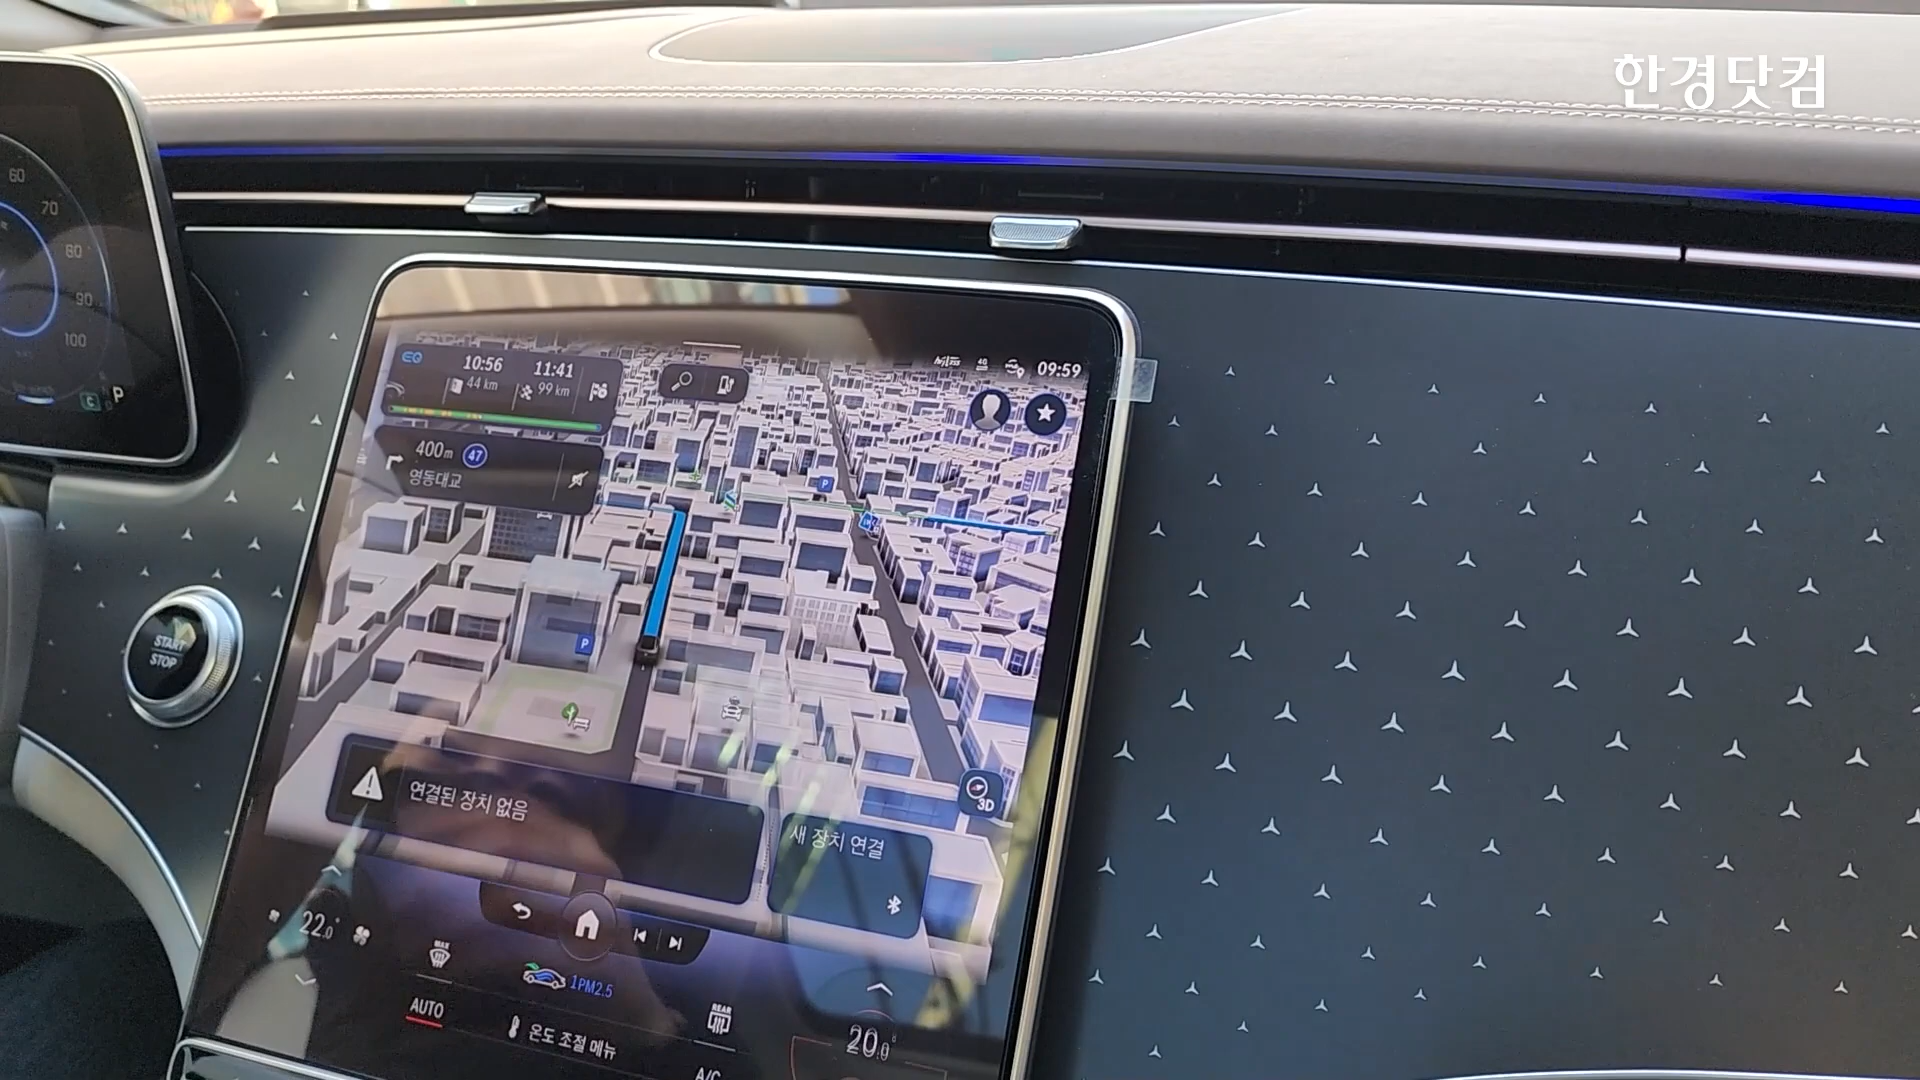 한경닷컴
60
70
80
90
100
C
P
START
STOP
EQ
10:56
11:41
44 km
99 km
4G
09:59
400m
47
영동대교
P
P
3D
연결된 장치 없음
새 장치 연결
22.0
MAX
1PM2.5
AUTO
온도 조절 메뉴
REAR
A/C
20.0